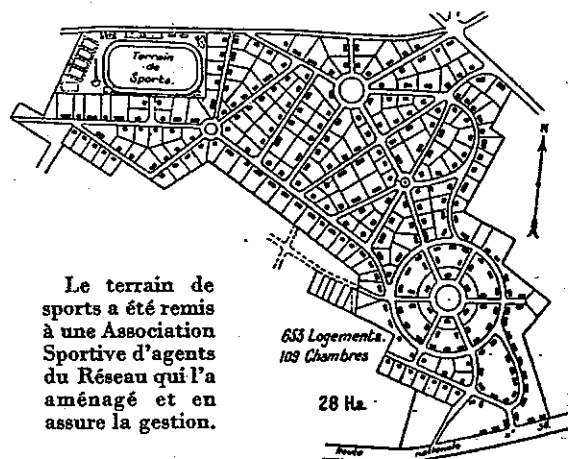 Terrain
de
Sports.
N
Le terrain de
sports a été remis
à une Association
Sportive d'agents
du Réseau qui l'a
aménagé et en
assure la gestion.
653 Logements.
109 Chambres
28 Ha.
Route nationale